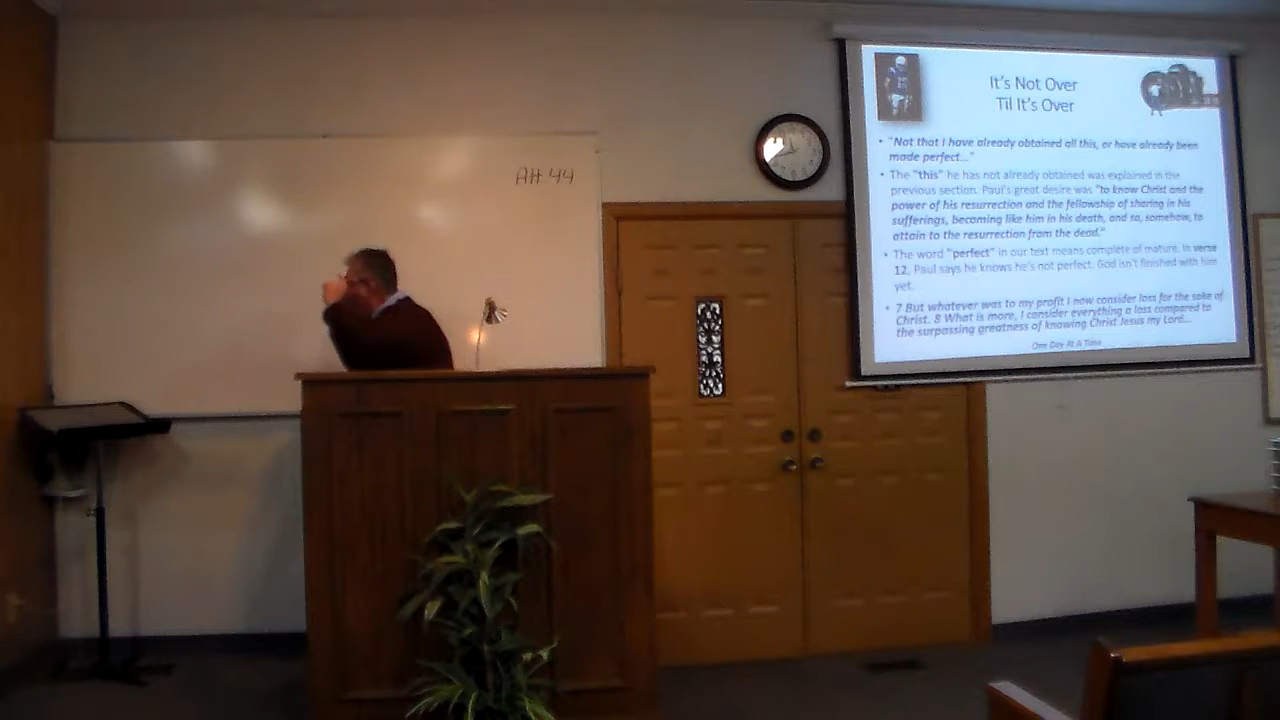 AH 44
It's Not Over
Til It's Over
• "Not that I have already obtained all this, or have already been
made perfect..."
• The "this" he has not already obtained was explained in the
previous section. Paul's great desire was "to know Christ and the
power of his resurrection and the fellowship of sharing in his
sufferings, becoming like him in his death, and so, somehow, to
attain to the resurrection from the dead."
• The word "perfect" in our text means complete of mature. In verse
12, Paul says he knows he's not perfect. God isn't finished with him
yet.
• 7 But whatever was to my profit I now consider loss for the sake of
Christ. 8 What is more, I consider everything a loss compared to
the surpassing greatness of knowing Christ Jesus my Lord...
One Day At A Time